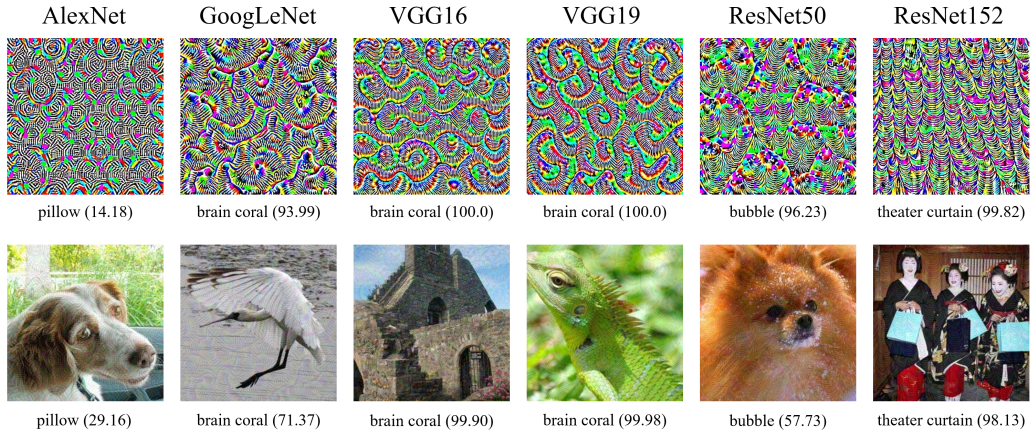 AlexNet GoogLeNet VGG16 VGG19 ResNet50 ResNet152
pillow (14.18) brain coral (93.99) brain coral (100.0) brain coral (100.0) bubble (96.23) theater curtain (99.82)
pillow (29.16) brain coral (71.37) brain coral (99.90) brain coral (99.98) bubble (57.73) theater curtain (98.13)